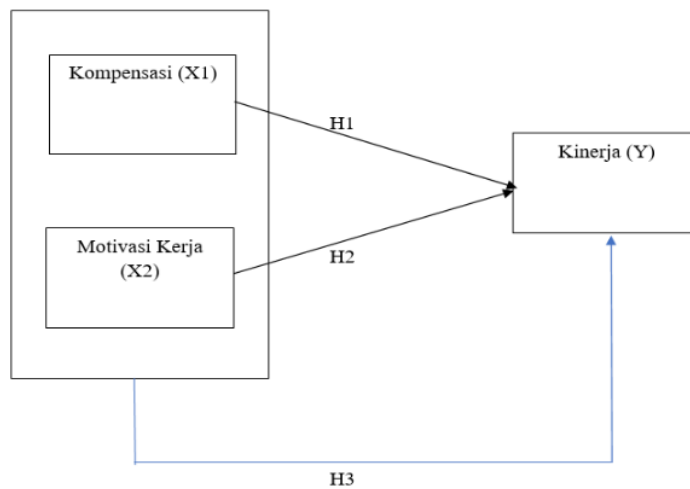 Kompensasi (X1)
H1
Kinerja (Y)
Motivasi Kerja
(X2)
H2
H3